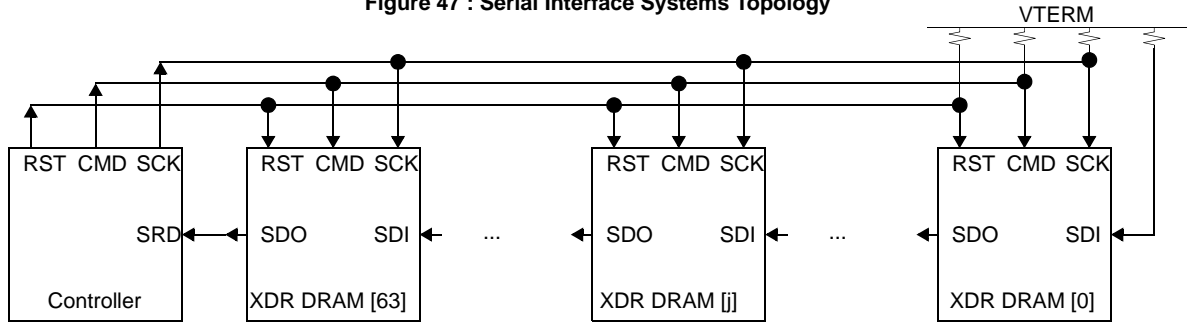 Figure 47 : Serial Interface Systems Topology
VTERM
RST CMD SCK
RST CMD SCK
RST CMD SCK
RST CMD SCK
SRD
SDO SDI
...
SDO SDI
...
SDO SDI
Controller
XDR DRAM [63]
XDR DRAM [j]
XDR DRAM [0]